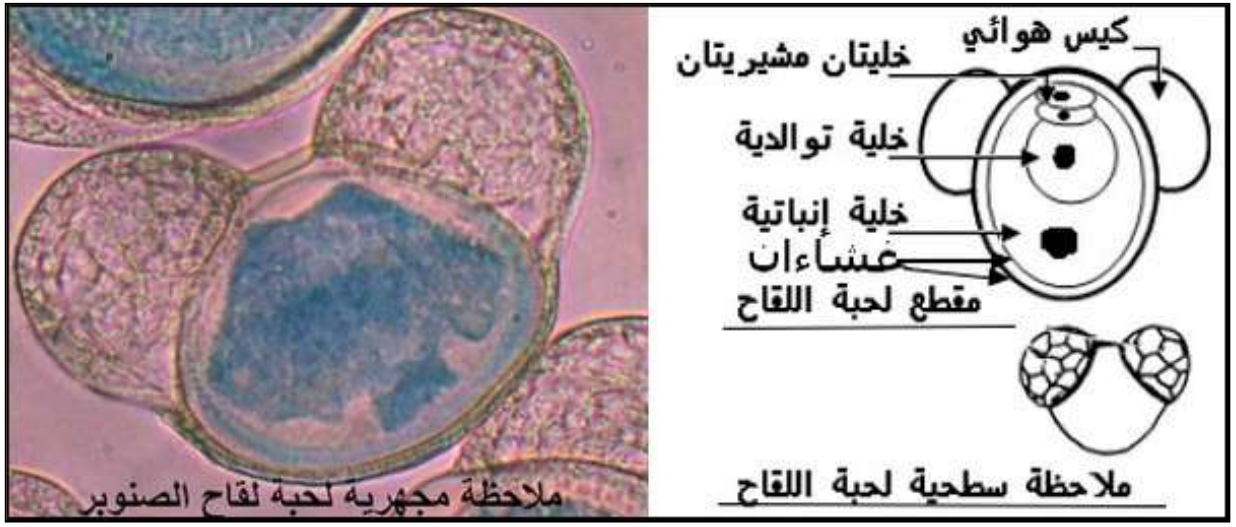 كيس هوائي
خليتان مشيريتان
خلية توالدية
خلية إنباتية
غشاءان
مقطع لحبة اللقاح
ملاحظة سطحية لحبة اللقاح
ملاحظة مجهرية لحبة لقاح الصنوبر